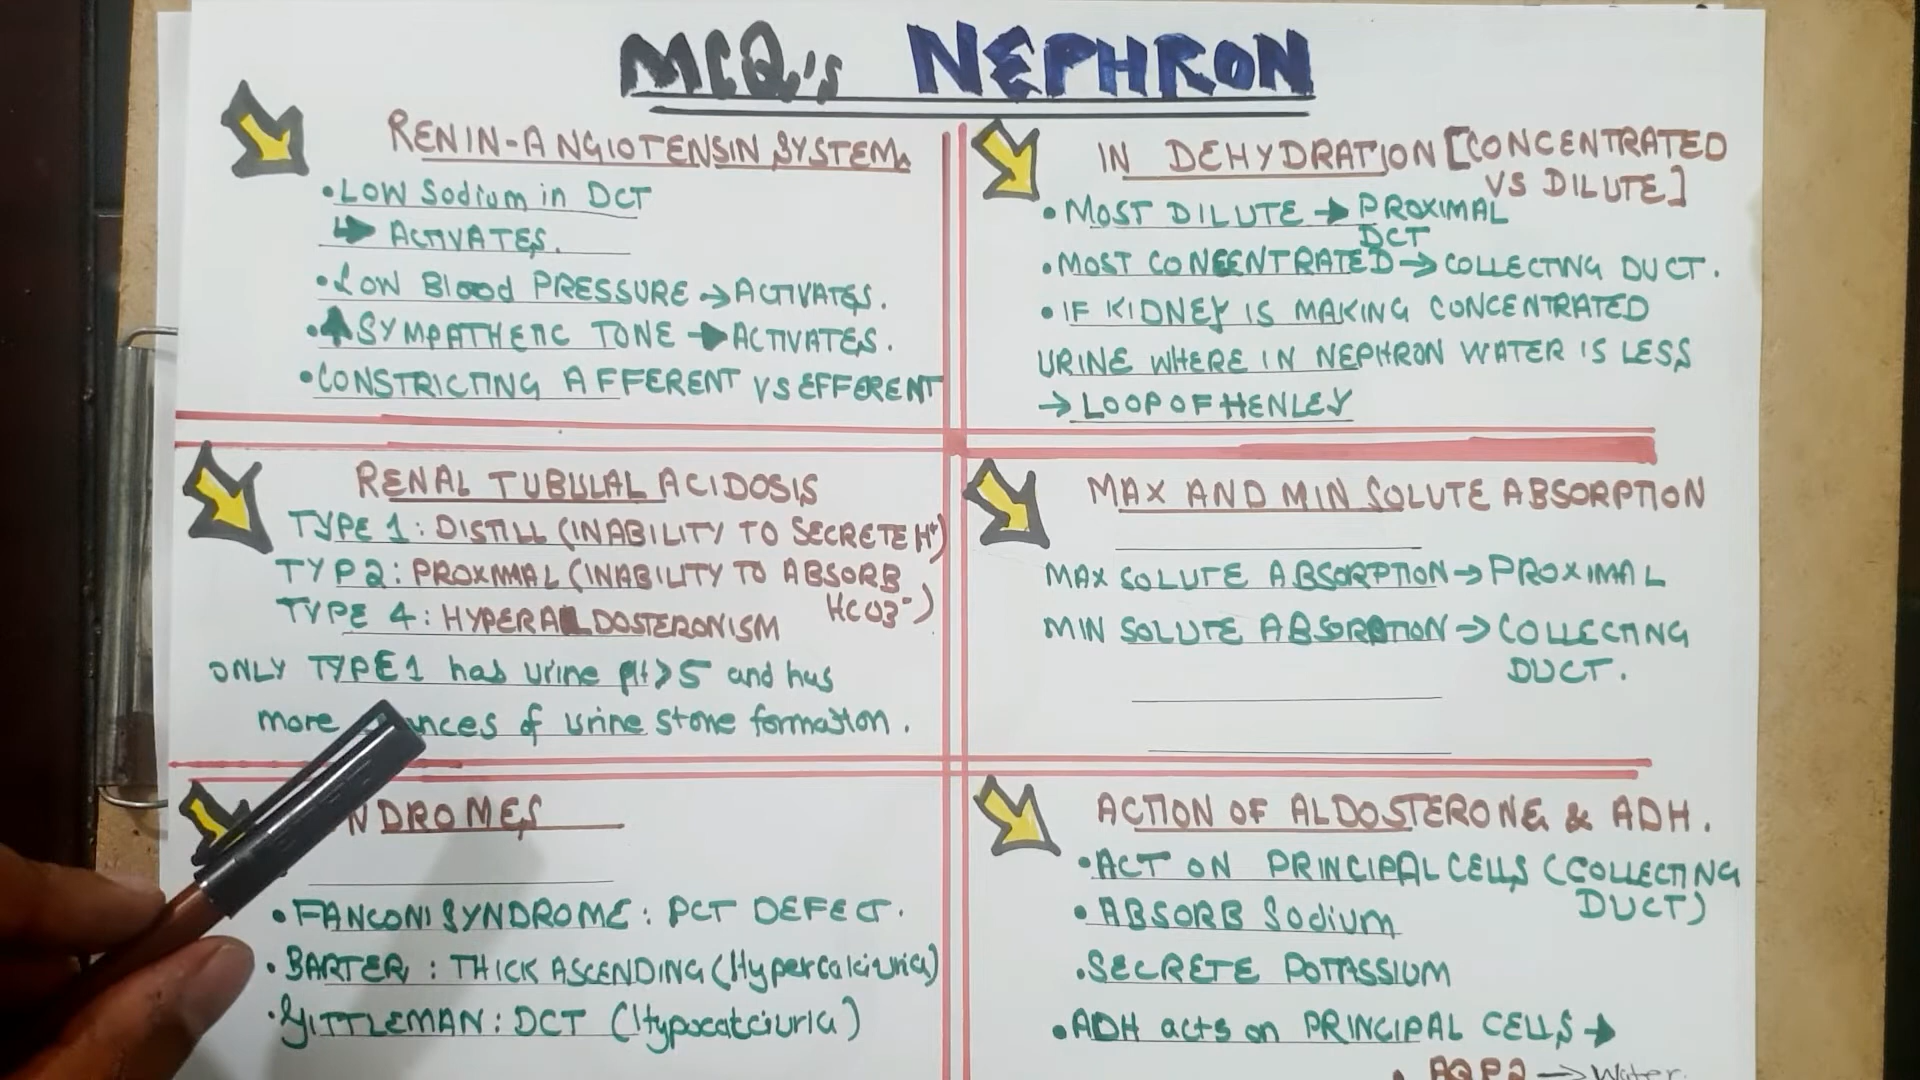 MCQ's NEPHRON
RENIN-ANGIOTENSIN SYSTEM
• LOW Sodium in DCT
↳ ACTIVATES.
• LOW Blood PRESSURE → ACTIVATES.
• ↑ SYMPATHETIC TONE → ACTIVATES.
• CONSTRICTING AFFERENT VS EFFERENT
IN DEHYDRATION [CONCENTRATED
VS DILUTE]
• MOST DILUTE → PROXIMAL
DCT
• MOST CONCENTRATED → COLLECTING DUCT.
• IF KIDNEY IS MAKING CONCENTRATED
URINE WHERE IN NEPHRON WATER IS LESS
→ LOOP OF HENLEY
RENAL TUBULAL ACIDOSIS
TYPE 1: DISTILL (INABILITY TO SECRETE H+)
TYP 2: PROXIMAL (INABILITY TO ABSORB
HCO3-)
TYPE 4: HYPERALDOSTERONISM
ONLY TYPE 1 has urine pH > 5 and has
more of urine stone formation.
MAX AND MIN SOLUTE ABSORPTION
MAX SOLUTE ABSORPTION → PROXIMAL
MIN SOLUTE ABSORPTION → COLLECTING
DUCT.
NDROMES
• FANCONI SYNDROME: PCT DEFECT.
• BARTER: THICK ASCENDING (Hypercalciuria)
• GITTLEMAN: DCT (Hypocalciuria)
ACTION OF ALDOSTERONE & ADH.
• ACT ON PRINCIPAL CELLS (COLLECTING
DUCT)
• ABSORB Sodium
• SECRETE POTASSIUM
• ADH acts on PRINCIPAL CELLS →
• AQP2 → Water.